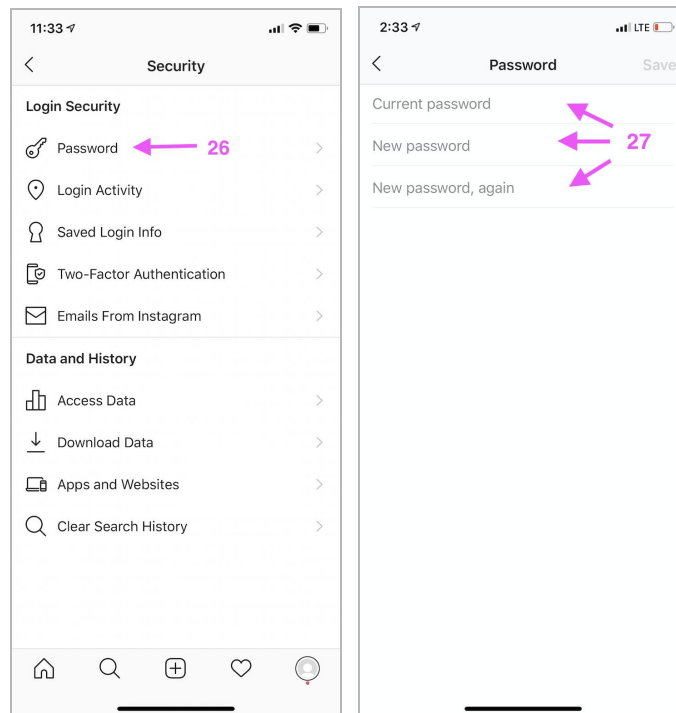 11:33
Security
Login Security
Password 26
Login Activity
Saved Login Info
Two-Factor Authentication
Emails From Instagram
Data and History
Access Data
Download Data
Apps and Websites
Clear Search History
2:33 LTE
Password Save
Current password
New password 27
New password, again